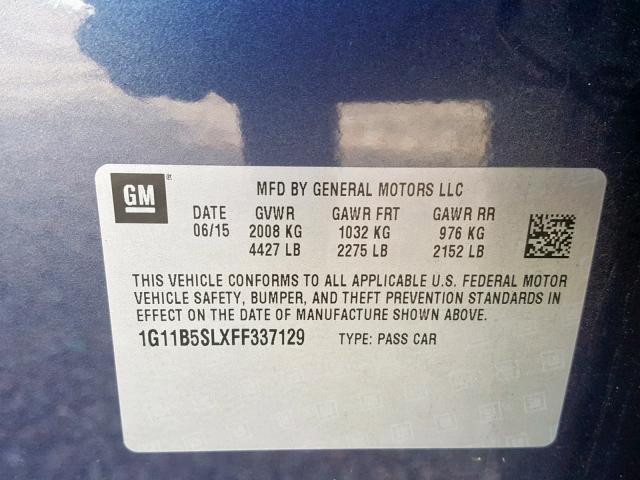 GM ®
MFD BY GENERAL MOTORS LLC
DATE GVWR GAWR FRT GAWR RR
06/15 2008 KG 1032 KG 976 KG
4427 LB 2275 LB 2152 LB
THIS VEHICLE CONFORMS TO ALL APPLICABLE U.S. FEDERAL MOTOR
VEHICLE SAFETY, BUMPER, AND THEFT PREVENTION STANDARDS IN
EFFECT ON THE DATE OF MANUFACTURE SHOWN ABOVE.
1G11B5SLXFF337129 TYPE: PASS CAR